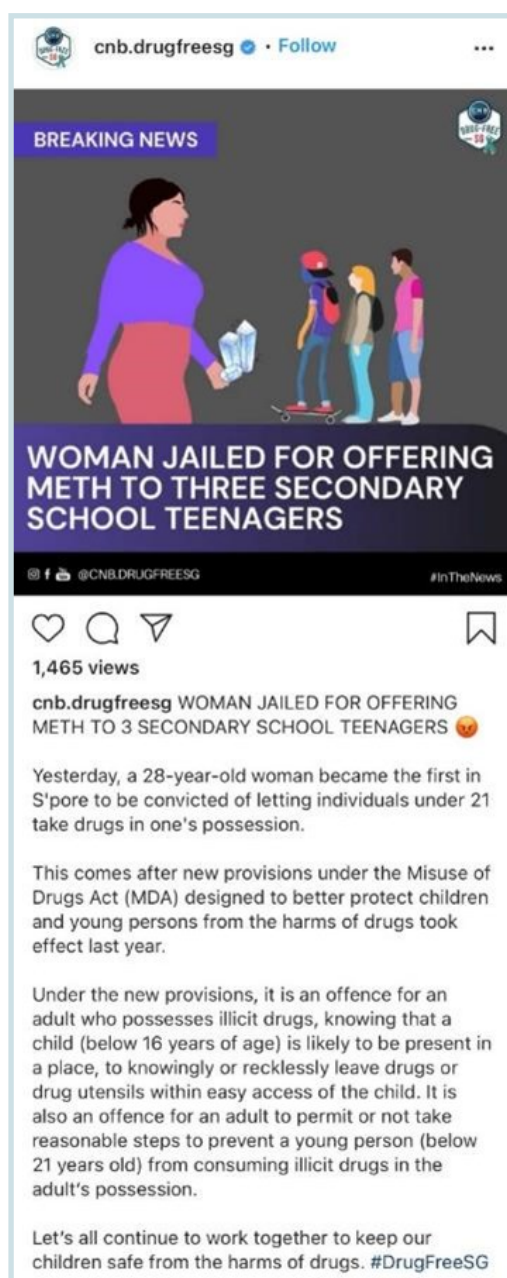 cnb.drugfreesg • Follow
BREAKING NEWS
CNB
DRUG-FREE
SG
WOMAN JAILED FOR OFFERING
METH TO THREE SECONDARY
SCHOOL TEENAGERS
@CNB.DRUGFREESG
#InTheNews
1,465 views
cnb.drugfreesg WOMAN JAILED FOR OFFERING
METH TO 3 SECONDARY SCHOOL TEENAGERS 😡
Yesterday, a 28-year-old woman became the first in
S'pore to be convicted of letting individuals under 21
take drugs in one's possession.
This comes after new provisions under the Misuse of
Drugs Act (MDA) designed to better protect children
and young persons from the harms of drugs took
effect last year.
Under the new provisions, it is an offence for an
adult who possesses illicit drugs, knowing that a
child (below 16 years of age) is likely to be present in
a place, to knowingly or recklessly leave drugs or
drug utensils within easy access of the child. It is
also an offence for an adult to permit or not take
reasonable steps to prevent a young person (below
21 years old) from consuming illicit drugs in the
adult's possession.
Let's all continue to work together to keep our
children safe from the harms of drugs. #DrugFreeSG